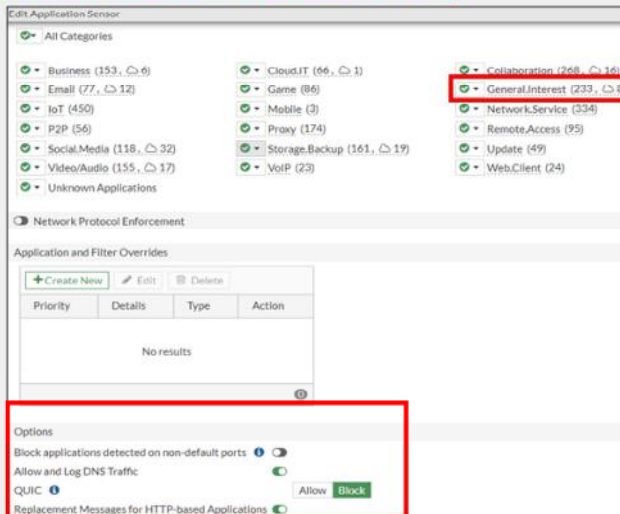 Edit Application Sensor
All Categories
Business (153, 6) Cloud.IT (66, 1) Collaboration (268, 16)
Email (77, 12) Game (86) General.Interest (233, 8
IoT (450) Mobile (3) Network.Service (334)
P2P (56) Proxy (174) Remote.Access (95)
Social.Media (118, 32) Storage.Backup (161, 19) Update (49)
Video/Audio (155, 17) VoIP (23) Web.Client (24)
Unknown Applications
Network Protocol Enforcement
Application and Filter Overrides
+Create New Edit Delete
Priority Details Type Action
No results
0
Options
Block applications detected on non-default ports
Allow and Log DNS Traffic
QUIC Allow Block
Replacement Messages for HTTP-based Applications